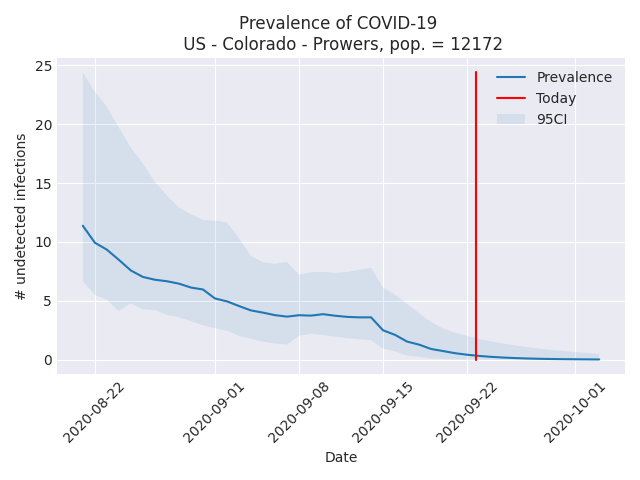 Prevalence of COVID-19
US - Colorado - Prowers, pop. = 12172
25
20
15
10
5
0
# undetected infections
Prevalence
Today
95CI
2020-08-22
2020-09-01
2020-09-08
2020-09-15
2020-09-22
2020-10-01
Date